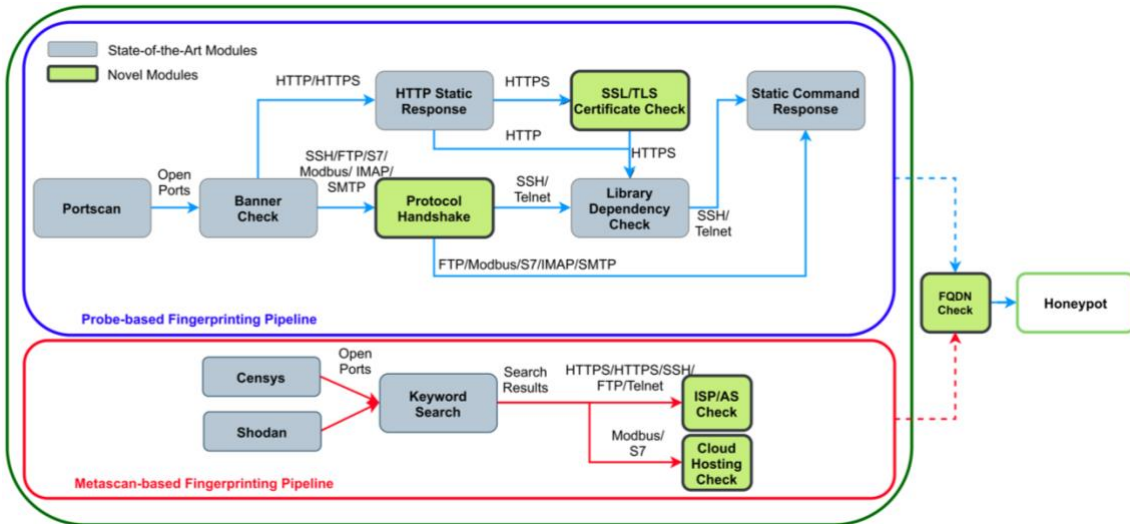 State-of-the-Art Modules
Novel Modules
HTTP/HTTPS
HTTP Static
Response
HTTPS
SSL/TLS
Certificate Check
Static Command
Response
HTTP
HTTPS
Portscan
Open
Ports
Banner
Check
SSH/FTP/S7/
Modbus/ IMAP/
SMTP
Protocol
Handshake
SSH/
Telnet
Library
Dependency
Check
SSH/
Telnet
FTP/Modbus/S7/IMAP/SMTP
Probe-based Fingerprinting Pipeline
FQDN
Check
Honeypot
Censys
Shodan
Open
Ports
Keyword
Search
Search
Results
HTTPS/HTTPS/SSH/
FTP/Telnet
ISP/AS
Check
Modbus/
S7
Cloud
Hosting
Check
Metascan-based Fingerprinting Pipeline